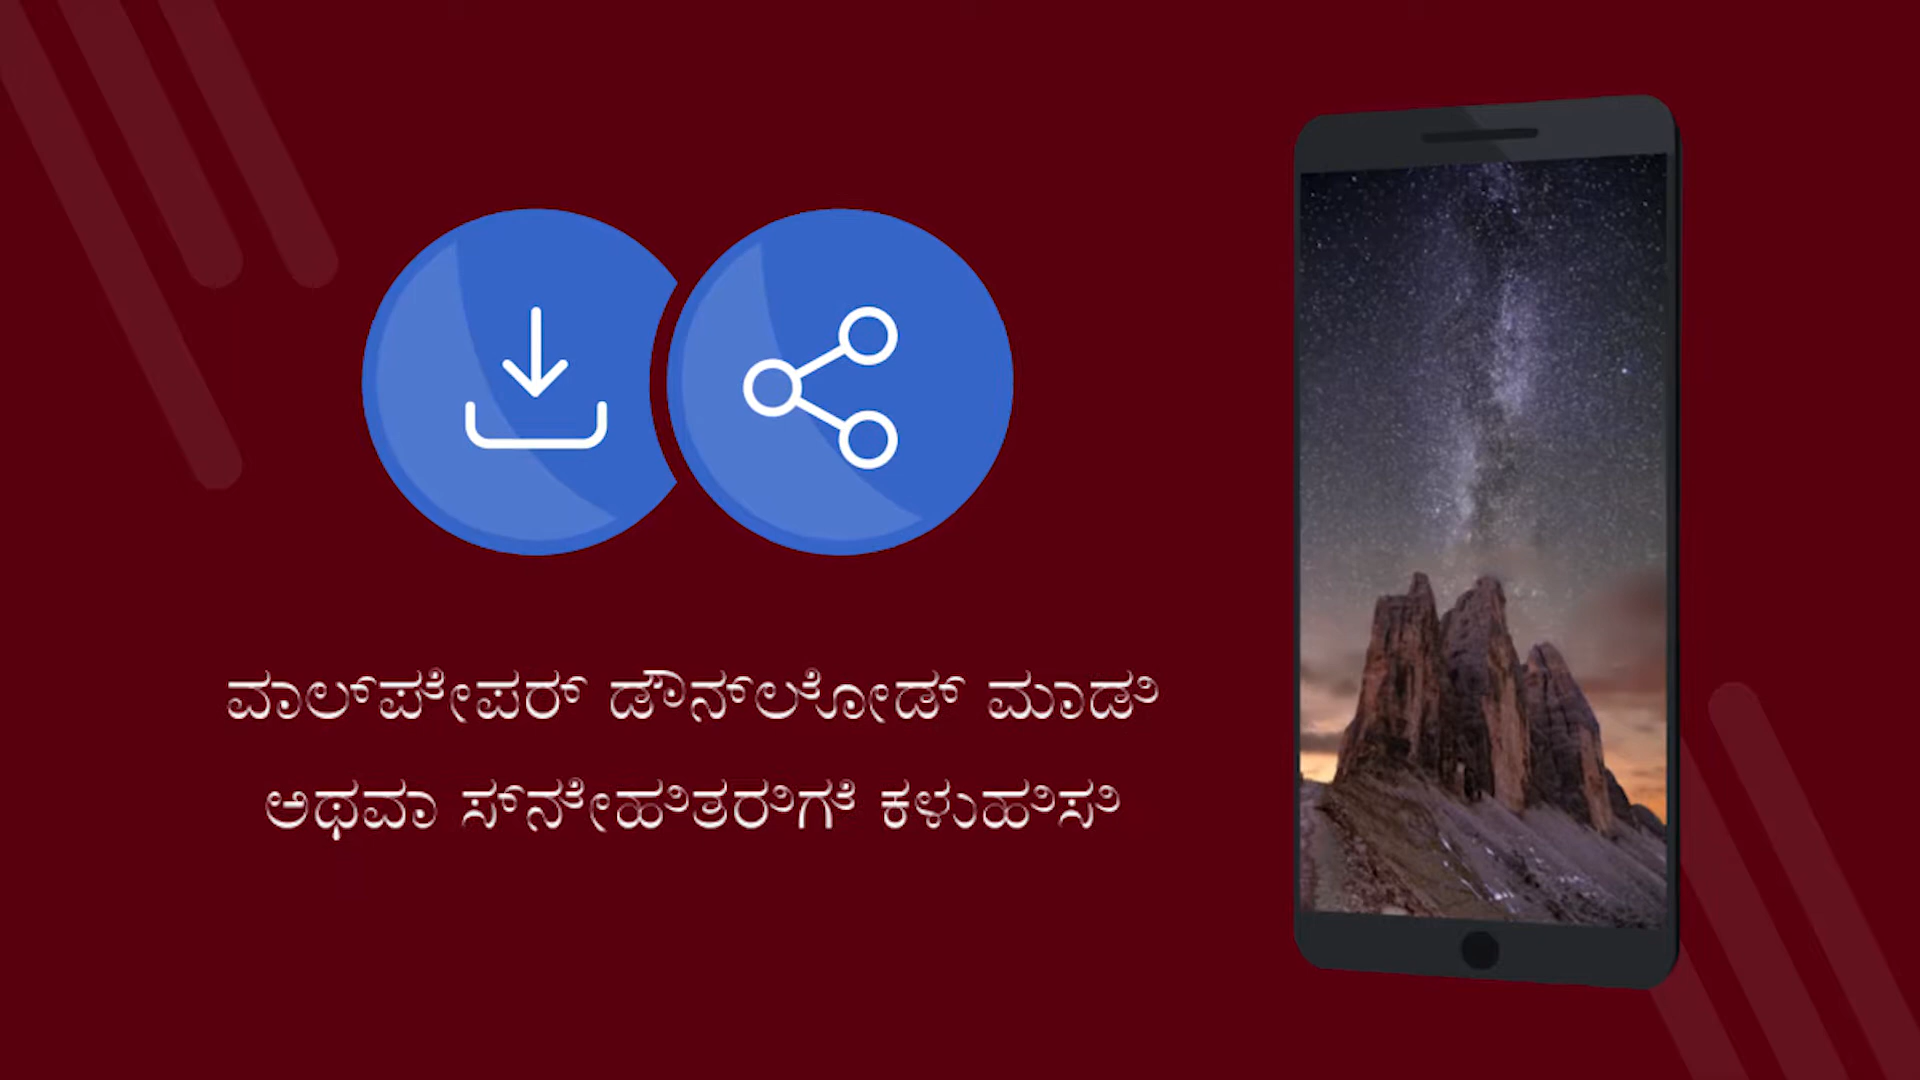 ವಾಲ್‌ಪೇಪರ್ ಡೌನ್‌ಲೋಡ್ ಮಾಡಿ
ಅಥವಾ ಸ್ನೇಹಿತರಿಗೆ ಕಳುಹಿಸಿ